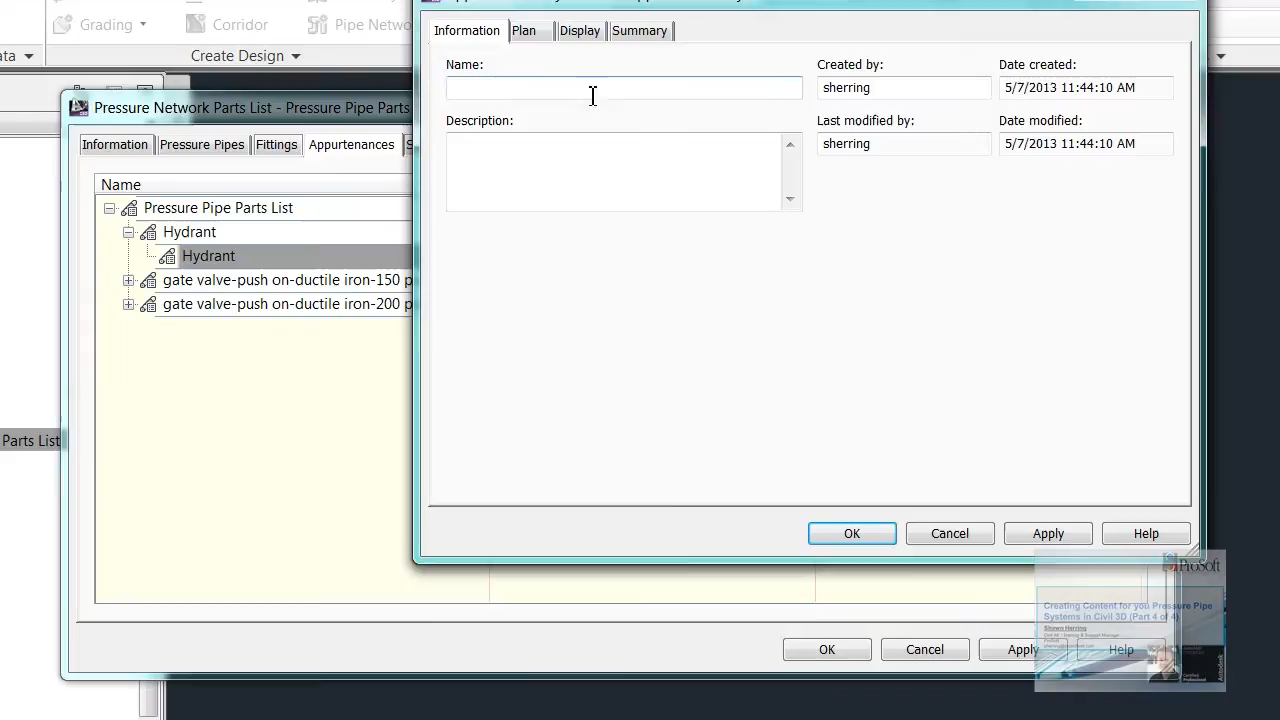 Grading
Corridor
Pipe Netwo
ata
Create Design
Information
Plan
Display
Summary
Name:
Created by:
Date created:
sherring
5/7/2013 11:44:10 AM
Description:
Last modified by:
Date modified:
sherring
5/7/2013 11:44:10 AM
Pressure Network Parts List - Pressure Pipe Parts
Information
Pressure Pipes
Fittings
Appurtenances
S
Name
Pressure Pipe Parts List
Hydrant
Hydrant
gate valve-push on-ductile iron-150 p
gate valve-push on-ductile iron-200 p
Parts List
OK
Cancel
Apply
Help
OK
Cancel
Apply
Help
ProSoft
Creating Content for you Pressure Pipe
Systems in Civil 3D (Part 4 of 4)
Shawn Herring
ProSoft
Certified
Professional
Autodesk